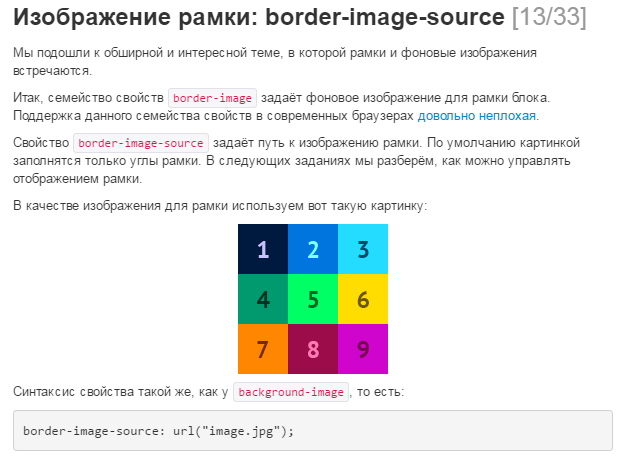 Изображение рамки: border-image-source [13/33]
Мы подошли к обширной и интересной теме, в которой рамки и фоновые изображения
встречаются.
Итак, семейство свойств border-image задаёт фоновое изображение для рамки блока.
Поддержка данного семейства свойств в современных браузерах довольно неплохая.
Свойство border-image-source задаёт путь к изображению рамки. По умолчанию картинкой
заполнятся только углы рамки. В следующих заданиях мы разберём, как можно управлять
отображением рамки.
В качестве изображения для рамки используем вот такую картинку:
1 2 3
4 5 6
7 8 9
Синтаксис свойства такой же, как у background-image, то есть:
border-image-source: url("image.jpg");